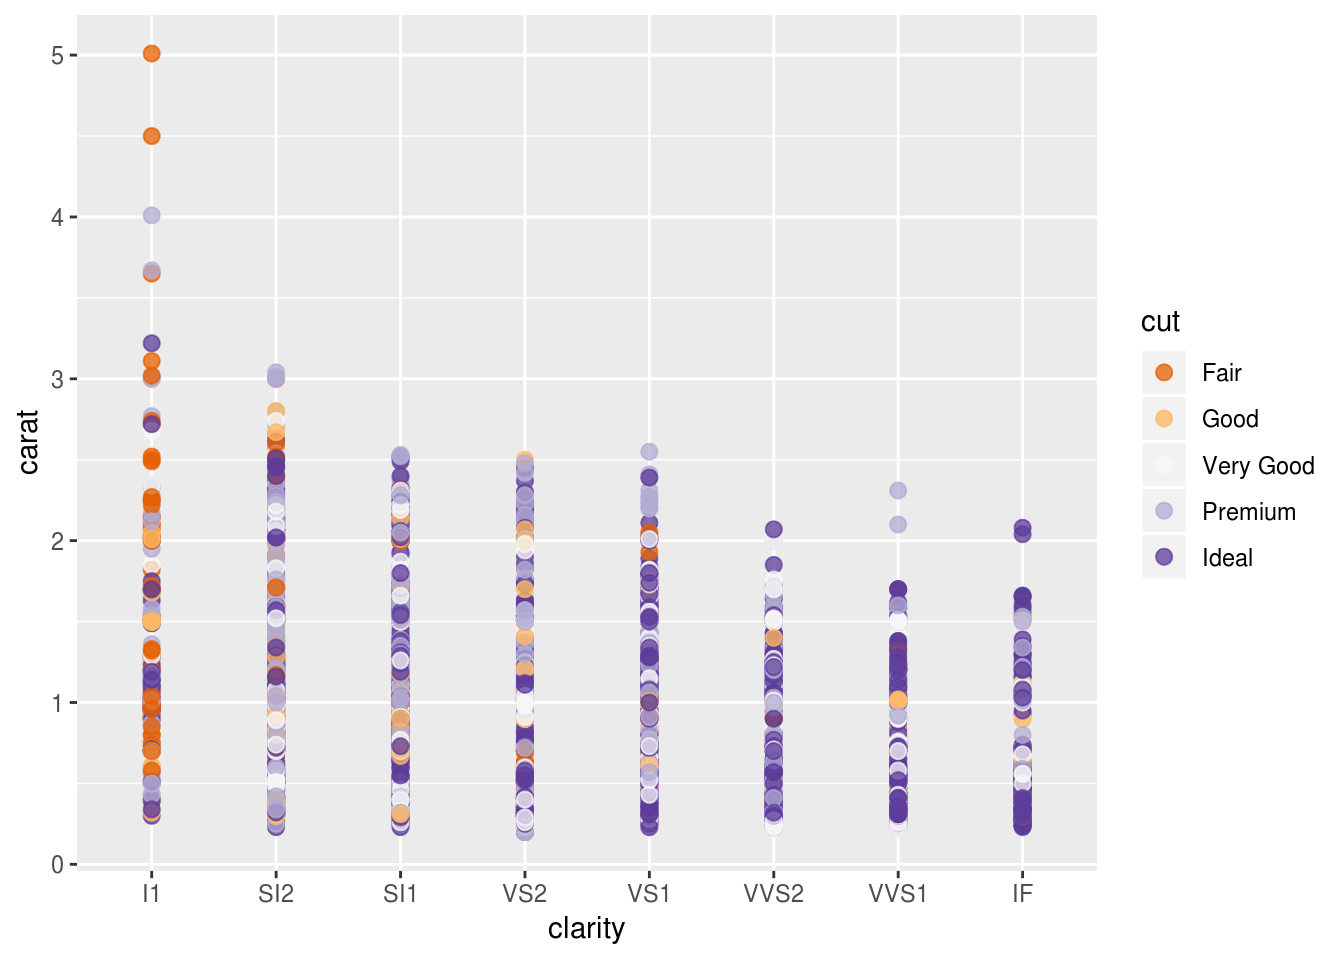 5
4
3
2
1
0
carat
I1 SI2 SI1 VS2 VS1 VVS2 VVS1 IF
clarity
cut
Fair
Good
Very Good
Premium
Ideal